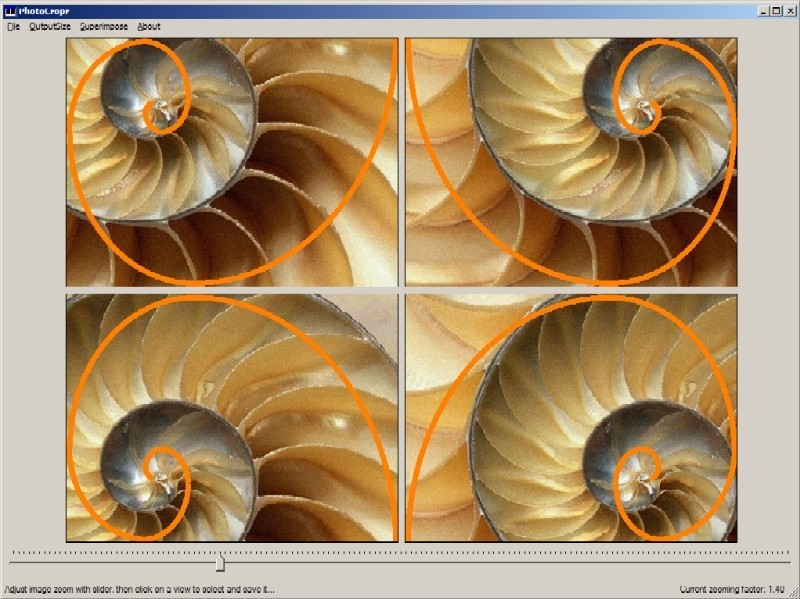 PhotoCropr
File OutputSize Superimpose About
Adjust image zoom with slider, then click on a view to select and save it...
Current zooming factor: 1.40